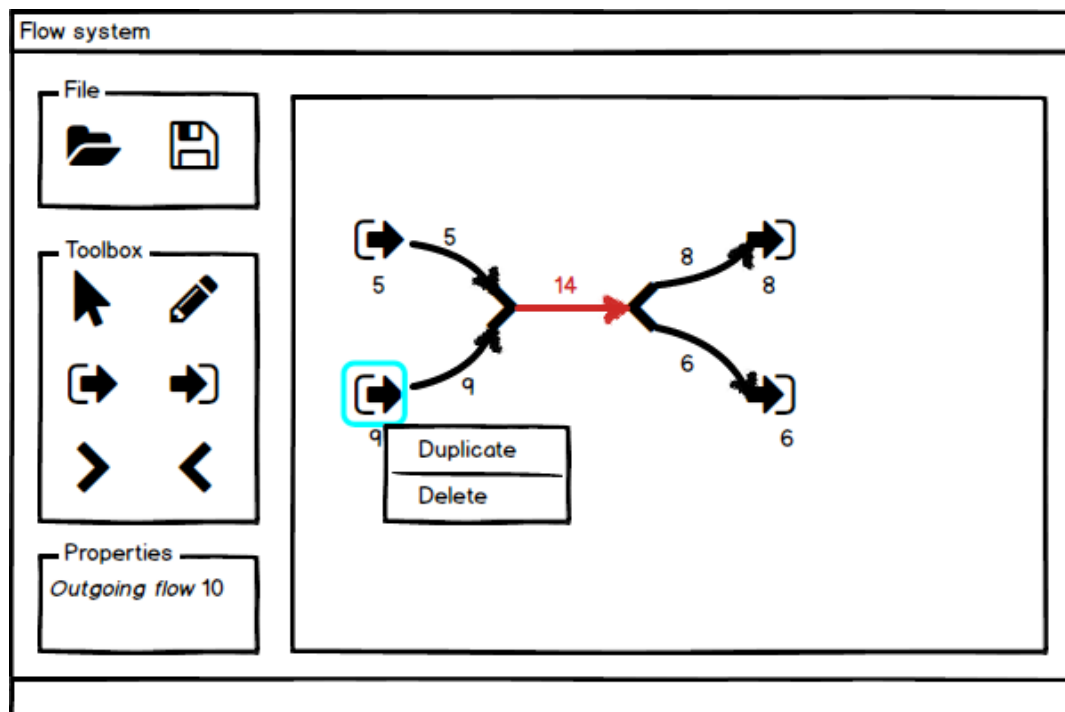 Flow system
File
Toolbox
Properties
Outgoing flow 10
5
5
9
9
14
8
8
6
6
Duplicate
Delete